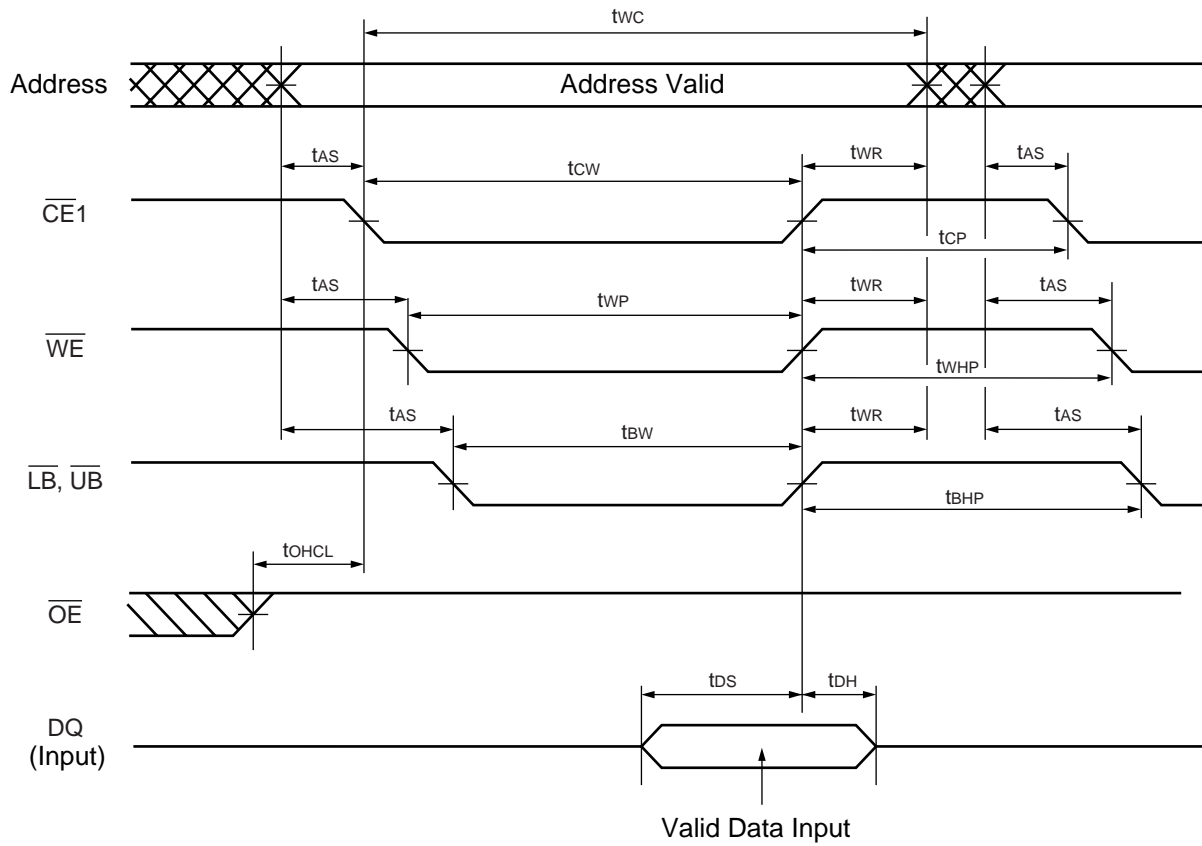 tWC
Address
Address Valid
tAS
tCW
tWR
tAS
CE1
tCP
tAS
tWP
tWR
tAS
WE
tWHP
tAS
tBW
tWR
tAS
LB, UB
tBHP
tOHCL
OE
tDS
tDH
DQ
(Input)
Valid Data Input